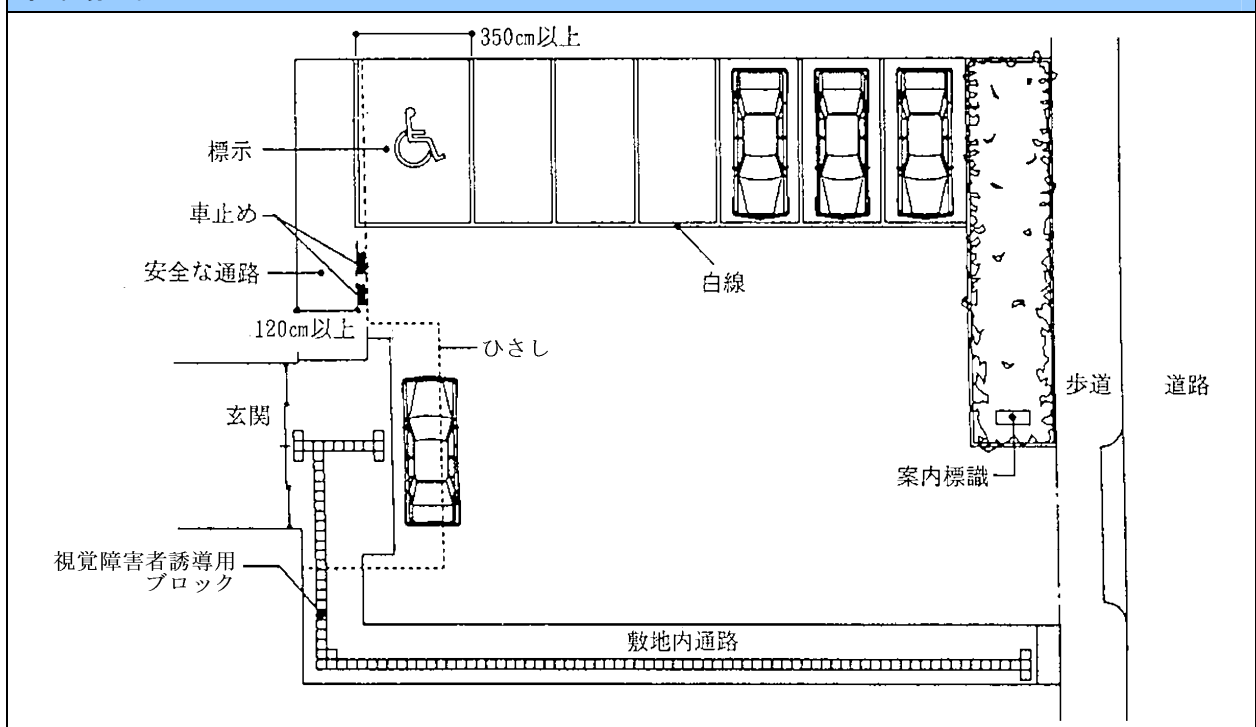 350cm以上
標示
車止め
安全な通路
白線
120cm以上
ひさし
玄関
歩道
道路
案内標識
視覚障害者誘導用
ブロック
敷地内通路